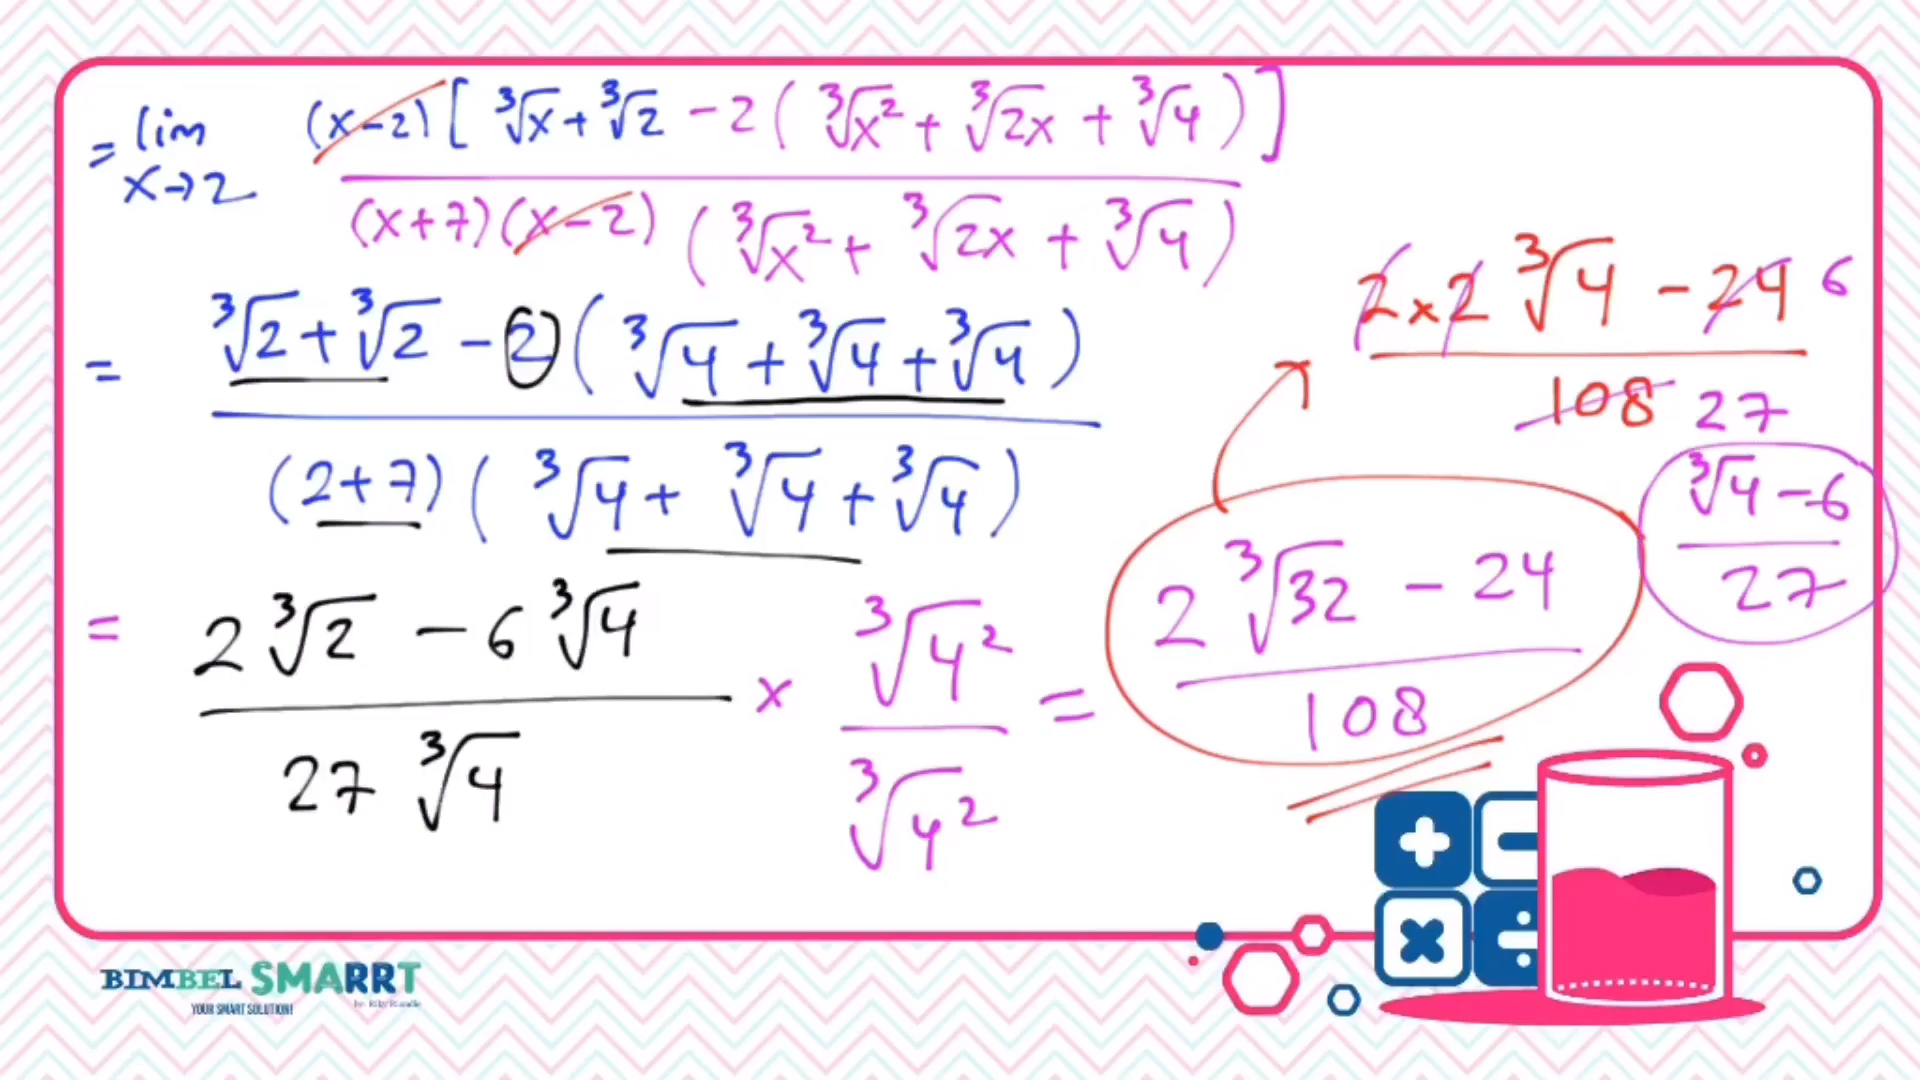 = lim x→2 (x-2)[∛x + ∛2 - 2(∛x² + ∛2x + ∛4)]
(x+7)(x-2)(∛x² + ∛2x + ∛4)
= ∛2 + ∛2 - 2(∛4 + ∛4 + ∛4)
(2+7)(∛4 + ∛4 + ∛4)
= 2∛2 - 6∛4
27∛4
× ∛4²
∛4²
= 2∛32 - 24
108
2×2∛4 - 24 6
108 27
∛4 - 6
27
BIMBEL SMARRT
YOUR SMART SOLUTION!